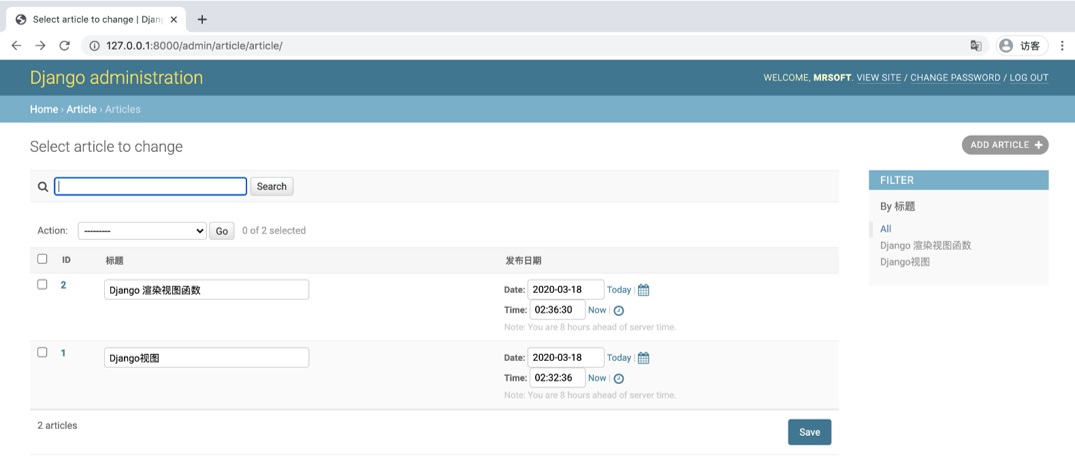 Select article to change | Djan
127.0.0.1:8000/admin/article/article/
访客
Django administration
WELCOME, MRSOFT. VIEW SITE / CHANGE PASSWORD / LOG OUT
Home › Article › Articles
Select article to change
ADD ARTICLE +
Search
FILTER
By 标题
All
Django 渲染视图函数
Django视图
Action: --------- Go 0 of 2 selected
ID 标题 发布日期
2 Django 渲染视图函数 Date: 2020-03-18 Today |
Time: 02:36:30 Now |
Note: You are 8 hours ahead of server time.
1 Django视图 Date: 2020-03-18 Today |
Time: 02:32:36 Now |
Note: You are 8 hours ahead of server time.
2 articles
Save